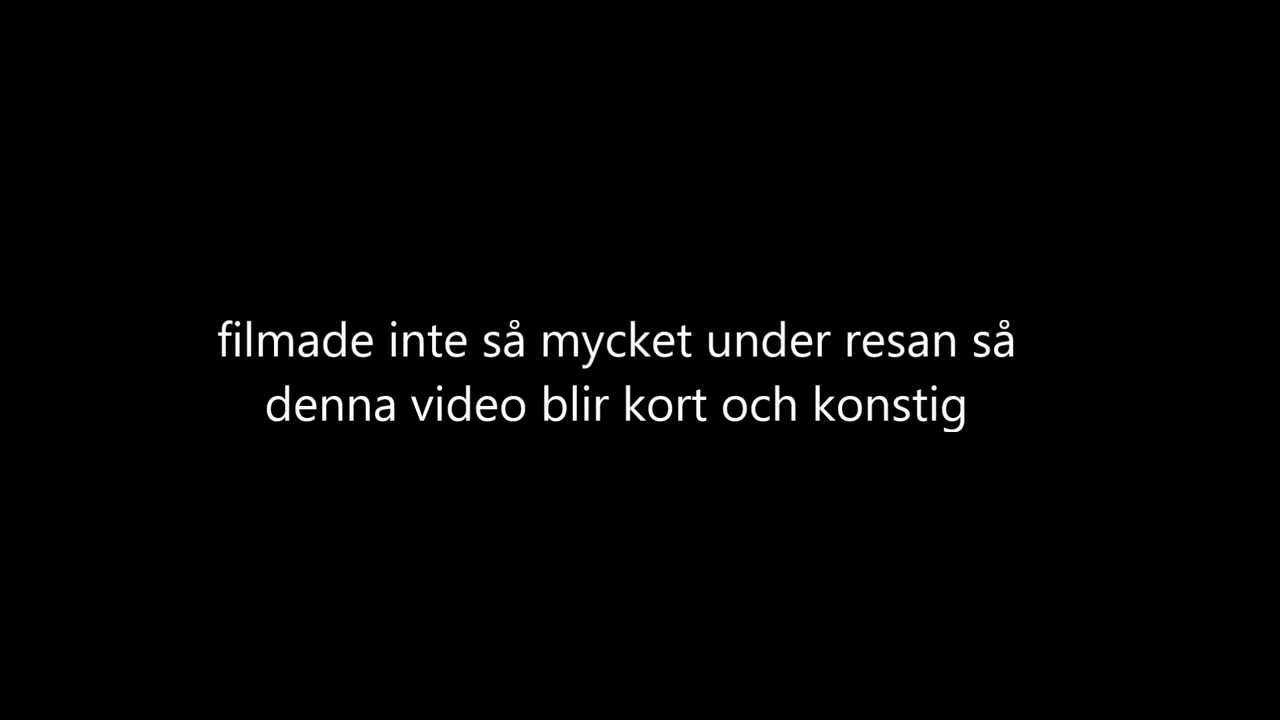 filmade inte så mycket under resan så
denna video blir kort och konstig